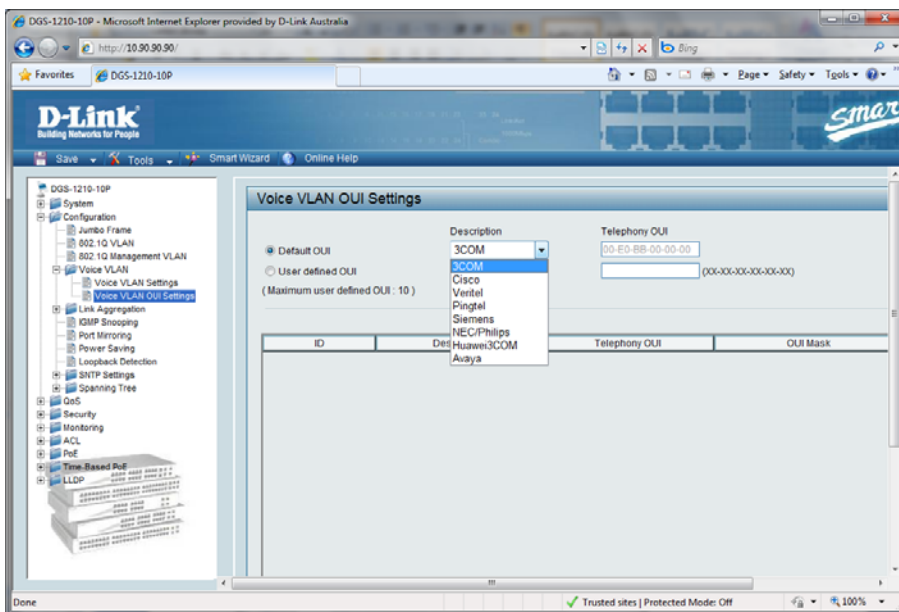 DGS-1210-10P - Microsoft Internet Explorer provided by D-Link Australia
http://10.90.90.90/
Bing
Favorites
DGS-1210-10P
Page
Safety
Tools
D-Link
Building Networks for People
Smar
Save
Tools
Smart Wizard
Online Help
DGS-1210-10P
System
Configuration
Jumbo Frame
802.1Q VLAN
802.1Q Management VLAN
Voice VLAN
Voice VLAN Settings
Voice VLAN OUI Settings
Link Aggregation
IGMP Snooping
Port Mirroring
Power Saving
Loopback Detection
SNTP Settings
Spanning Tree
QoS
Security
Monitoring
ACL
PoE
Time-Based PoE
LLDP
Voice VLAN OUI Settings
Description
Telephony OUI
Default OUI
3COM
00-E0-BB-00-00-00
User defined OUI
(XX-XX-XX-XX-XX-XX)
( Maximum user defined OUI : 10 )
3COM
Cisco
Veritel
Pingtel
Siemens
NEC/Philips
Huawei3COM
Avaya
ID
Des
Telephony OUI
OUI Mask
Done
Trusted sites | Protected Mode: Off
100%